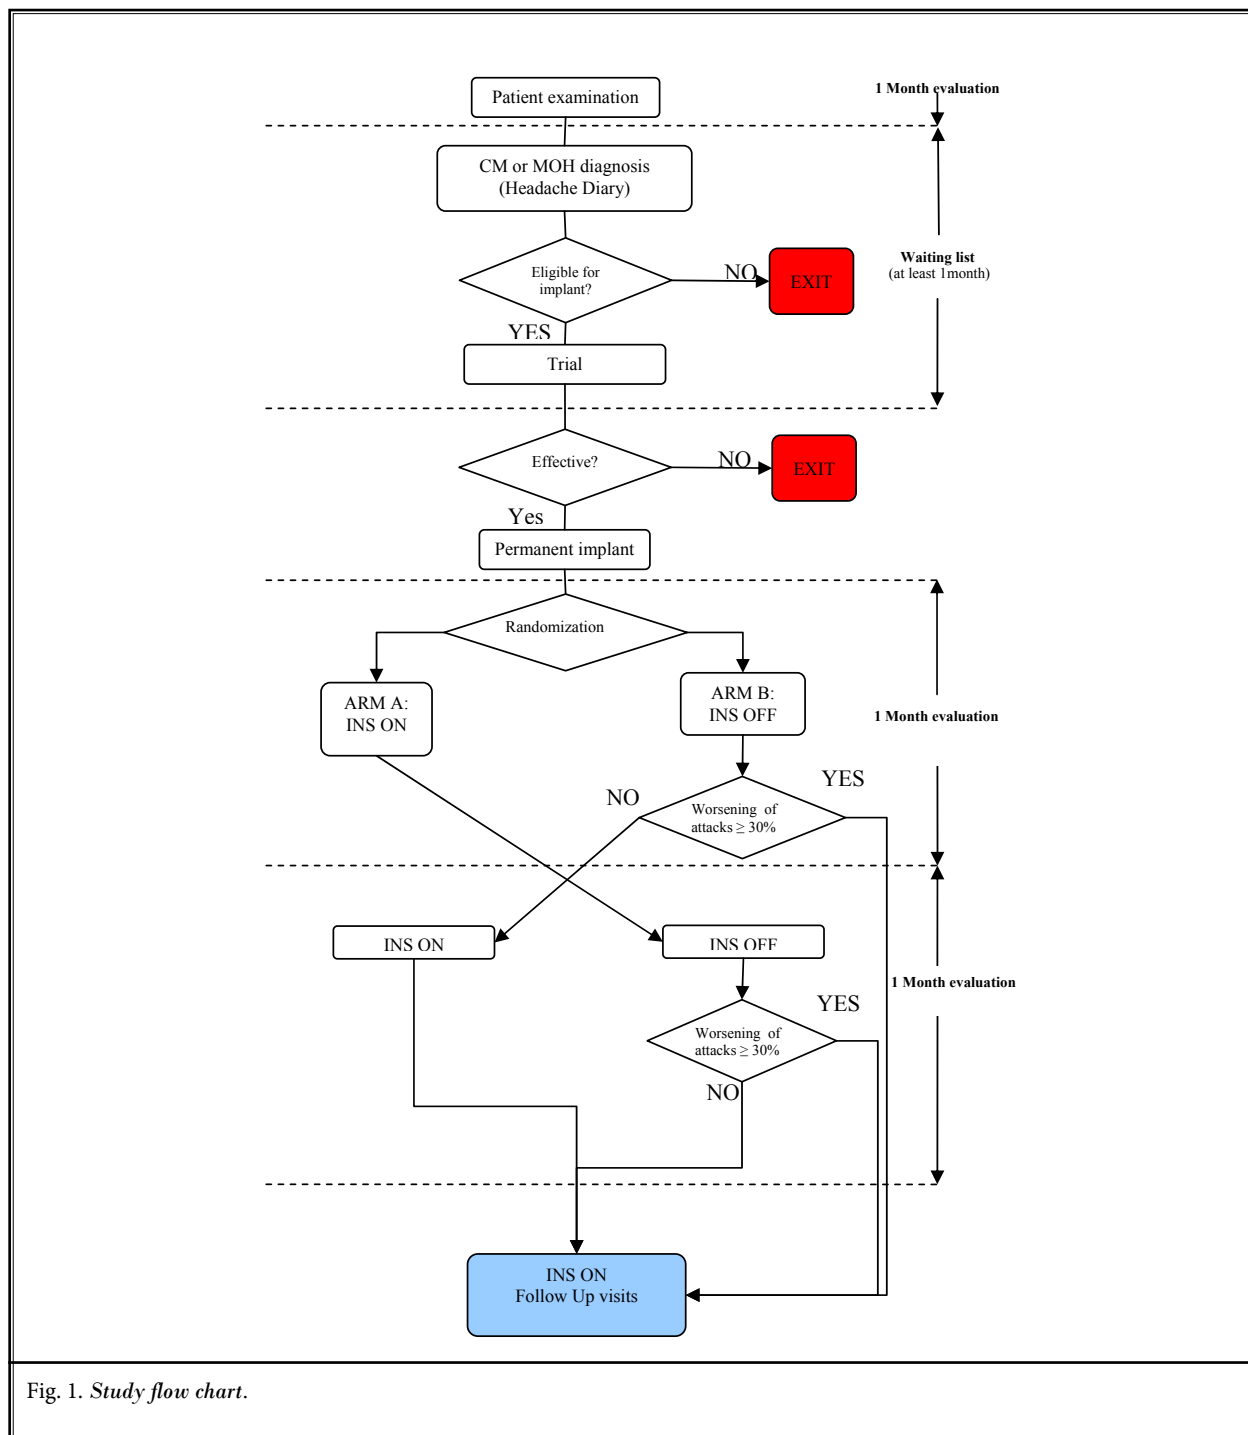 Patient examination
1 Month evaluation
CM or MOH diagnosis
(Headache Diary)
Eligible for
implant?
NO
EXIT
Waiting list
(at least 1month)
YES
Trial
Effective?
NO
EXIT
Yes
Permanent implant
Randomization
ARM A:
INS ON
ARM B:
INS OFF
1 Month evaluation
YES
NO
Worsening of
attacks ≥ 30%
INS ON
INS OFF
1 Month evaluation
YES
Worsening of
attacks ≥ 30%
NO
INS ON
Follow Up visits
Fig. 1. Study flow chart.